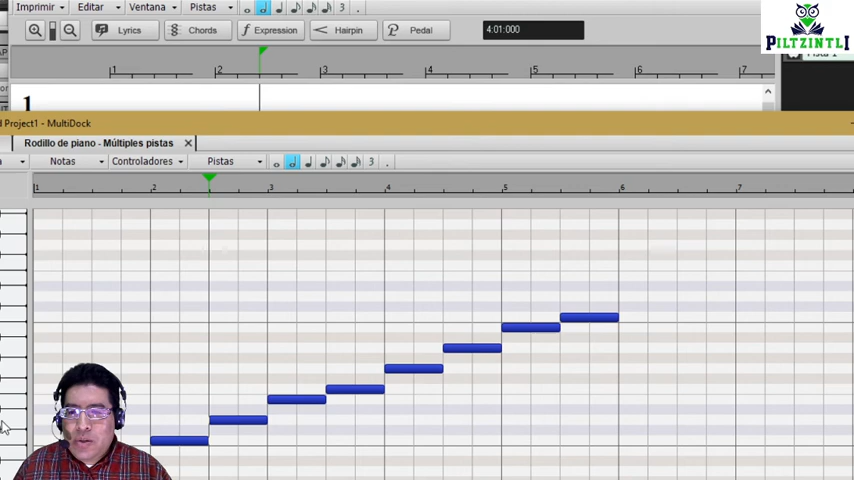 Imprimir Editar Ventana Pistas 3 .
Lyrics Chords Expression Hairpin Pedal 4:01:000
PILTZINTLI
1 2 3 4 5 6 7
1
Project1 - MultiDock
Rodillo de piano - Múltiples pistas
Notas Controladores Pistas 3 .
1 2 3 4 5 6 7